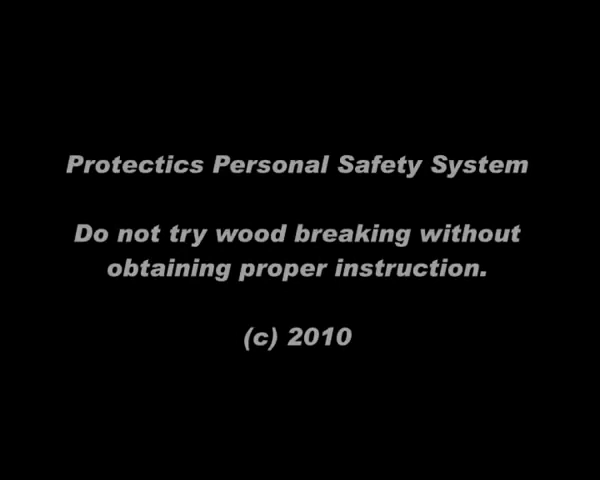 Protectics Personal Safety System
Do not try wood breaking without
obtaining proper instruction.
(c) 2010